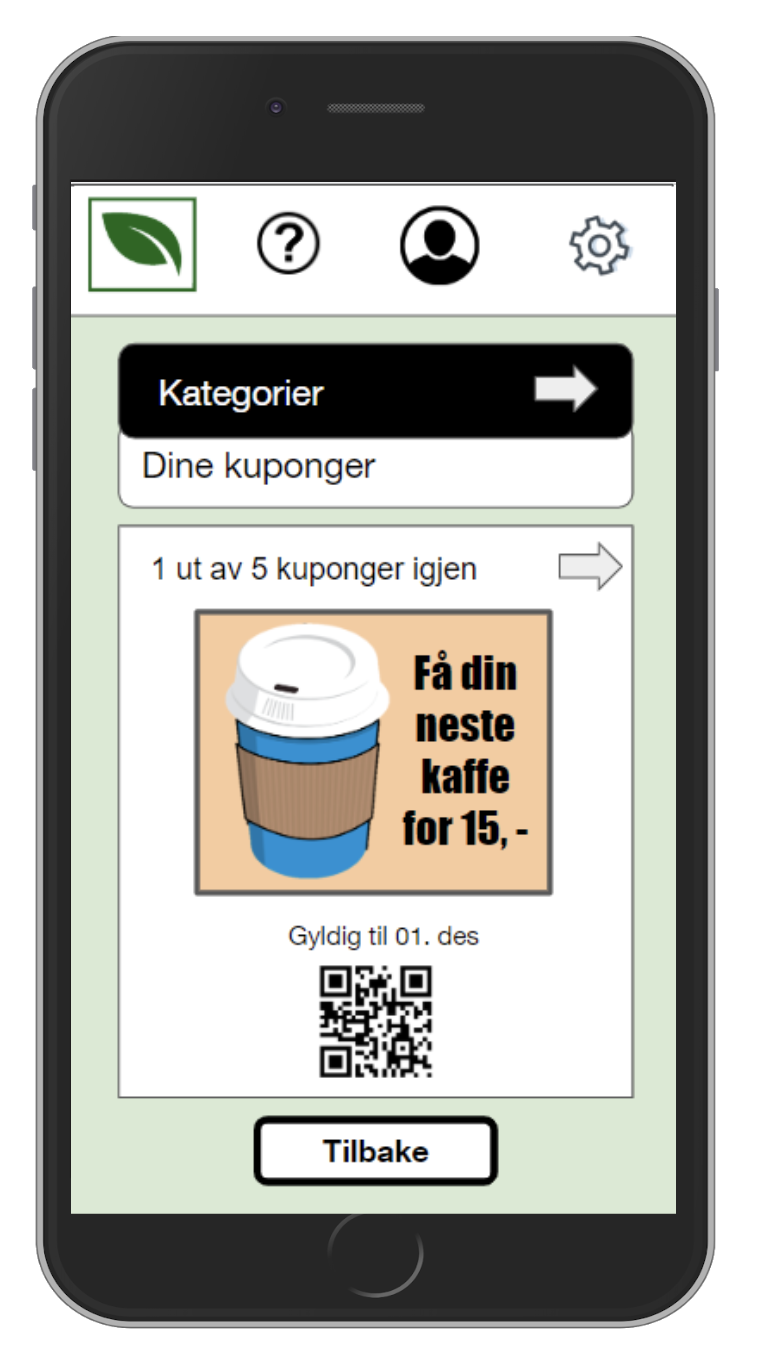 ?
Kategorier
Dine kuponger
1 ut av 5 kuponger igjen
Få din
neste
kaffe
for 15, -
Gyldig til 01. des
Tilbake